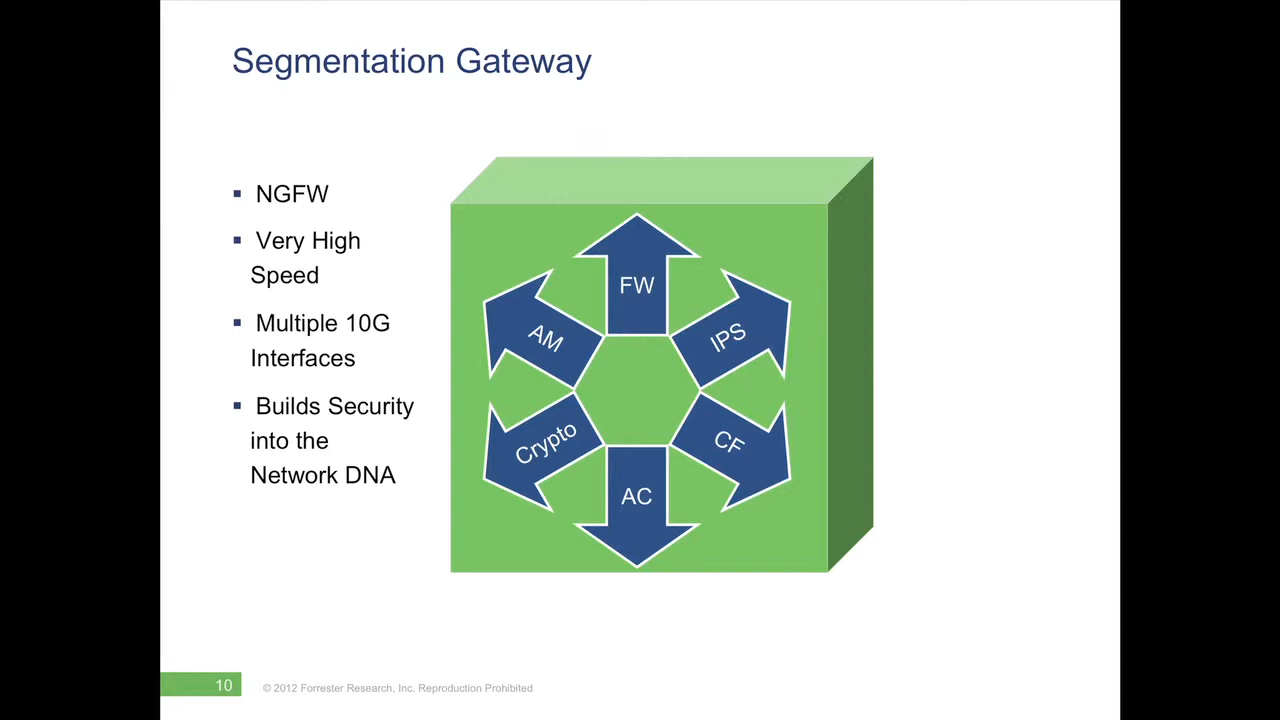 Segmentation Gateway
▪ NGFW
▪ Very High
Speed
▪ Multiple 10G
Interfaces
▪ Builds Security
into the
Network DNA
FW
IPS
CF
AC
Crypto
AM
10
© 2012 Forrester Research, Inc. Reproduction Prohibited